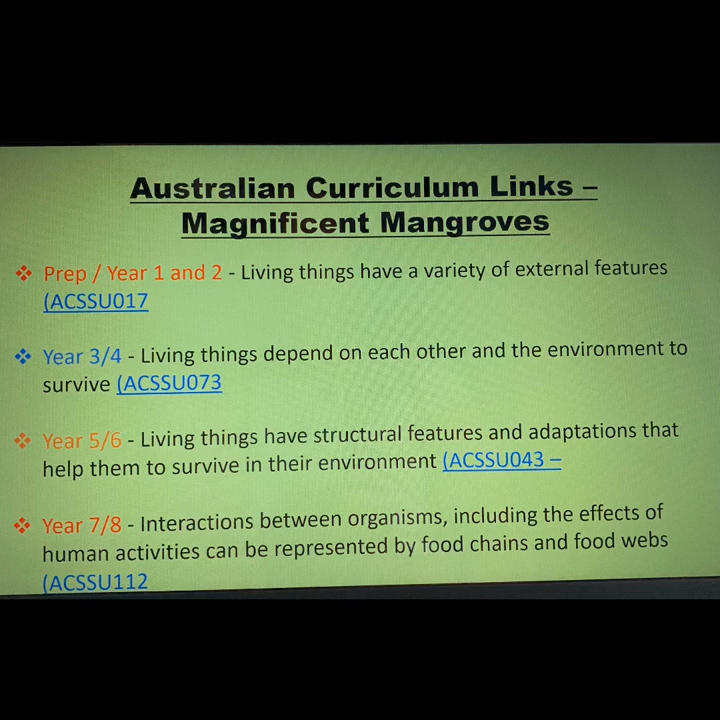 Australian Curriculum Links –
Magnificent Mangroves
❖ Prep / Year 1 and 2 - Living things have a variety of external features
(ACSSU017
❖ Year 3/4 - Living things depend on each other and the environment to
survive (ACSSU073
❖ Year 5/6 - Living things have structural features and adaptations that
help them to survive in their environment (ACSSU043 –
❖ Year 7/8 - Interactions between organisms, including the effects of
human activities can be represented by food chains and food webs
(ACSSU112